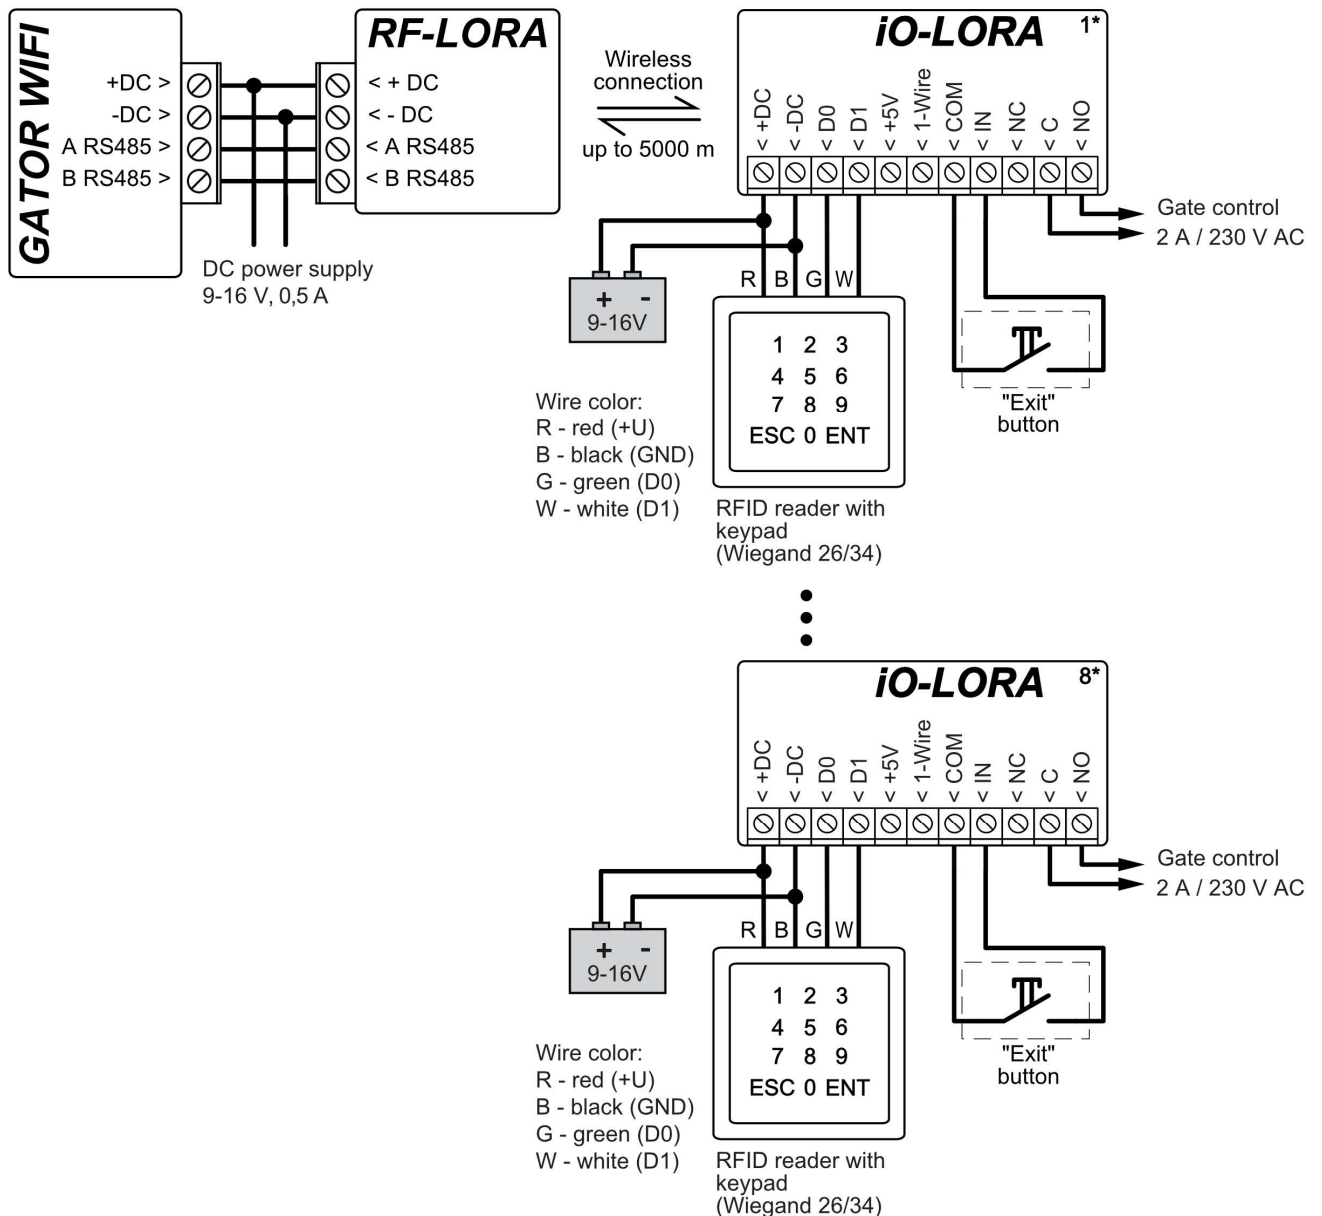 GATOR WIFI
+DC >
-DC >
A RS485 >
B RS485 >
RF-LORA
< + DC
< - DC
< A RS485
< B RS485
DC power supply
9-16 V, 0,5 A
Wireless
connection
up to 5000 m
iO-LORA 1*
< +DC
< -DC
< D0
< D1
< +5V
< 1-Wire
< COM
< IN
< NC
< C
< NO
Gate control
2 A / 230 V AC
+ -
9-16V
R B G W
1 2 3
4 5 6
7 8 9
ESC 0 ENT
"Exit"
button
Wire color:
R - red (+U)
B - black (GND)
G - green (D0)
W - white (D1)
RFID reader with
keypad
(Wiegand 26/34)
iO-LORA 8*
< +DC
< -DC
< D0
< D1
< +5V
< 1-Wire
< COM
< IN
< NC
< C
< NO
Gate control
2 A / 230 V AC
+ -
9-16V
R B G W
1 2 3
4 5 6
7 8 9
ESC 0 ENT
"Exit"
button
Wire color:
R - red (+U)
B - black (GND)
G - green (D0)
W - white (D1)
RFID reader with
keypad
(Wiegand 26/34)